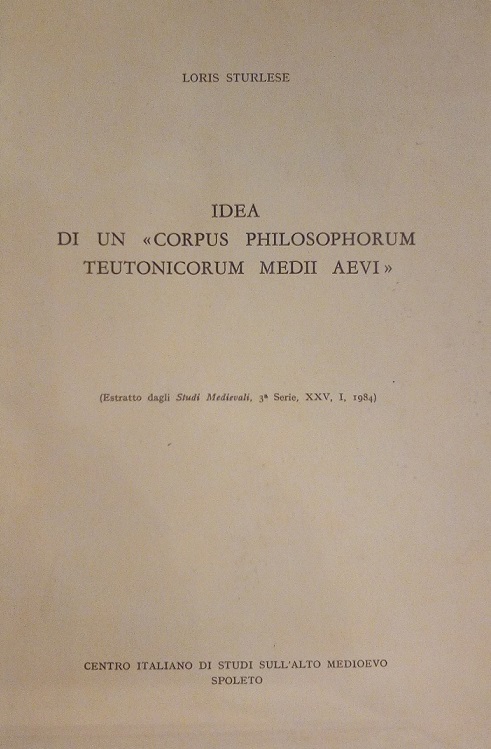 LORIS STURLESE
IDEA
DI UN «CORPUS PHILOSOPHORUM
TEUTONICORUM MEDII AEVI»
(Estratto dagli Studi Medievali, 3ª Serie, XXV, I, 1984)
CENTRO ITALIANO DI STUDI SULL'ALTO MEDIOEVO
SPOLETO